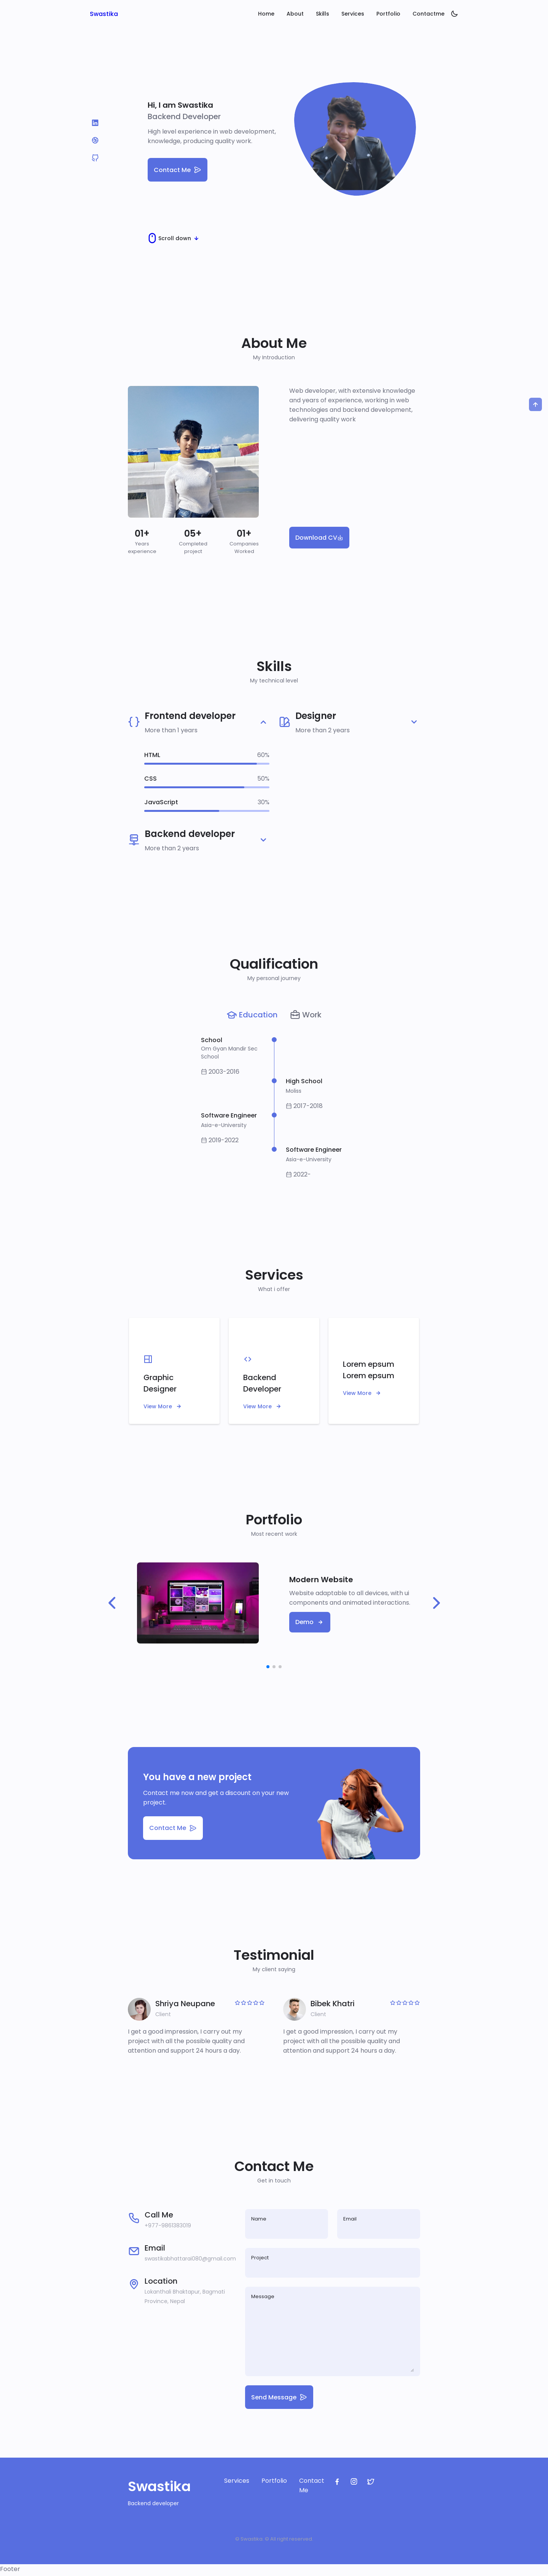 Swastika
Home About Skills Services Portfolio Contactme
Hi, I am Swastika
Backend Developer
High level experience in web development,
knowledge, producing quality work.
Contact Me
Scroll down
About Me
My Introduction
Web developer, with extensive knowledge
and years of experience, working in web
technologies and backend development,
delivering quality work
01+ 05+ 01+
Years Completed Companies
experience project Worked
Download CV
Skills
My technical level
Frontend developer
More than 1 years
HTML 60%
CSS 50%
JavaScript 30%
Backend developer
More than 2 years
Designer
More than 2 years
Qualification
My personal journey
Education Work
School
Om Gyan Mandir Sec
School
2003-2016
High School
Moliss
2017-2018
Software Engineer
Asia-e-University
2019-2022
Software Engineer
Asia-e-University
2022-
Services
What i offer
Graphic
Designer
View More
Backend
Developer
View More
Lorem epsum
Lorem epsum
View More
Portfolio
Most recent work
Modern Website
Website adaptable to all devices, with ui
components and animated interactions.
Demo
You have a new project
Contact me now and get a discount on your new
project.
Contact Me
Testimonial
My client saying
Shriya Neupane
Client
I get a good impression, I carry out my
project with all the possible quality and
attention and support 24 hours a day.
Bibek Khatri
Client
I get a good impression, I carry out my
project with all the possible quality and
attention and support 24 hours a day.
Contact Me
Get in touch
Call Me
+977-9861383019
Email
swastikabhattarai080@gmail.com
Location
Lokanthali Bhaktapur, Bagmati
Province, Nepal
Name Email
Project
Message
Send Message
Swastika
Backend developer
Services Portfolio Contact
Me
Footer